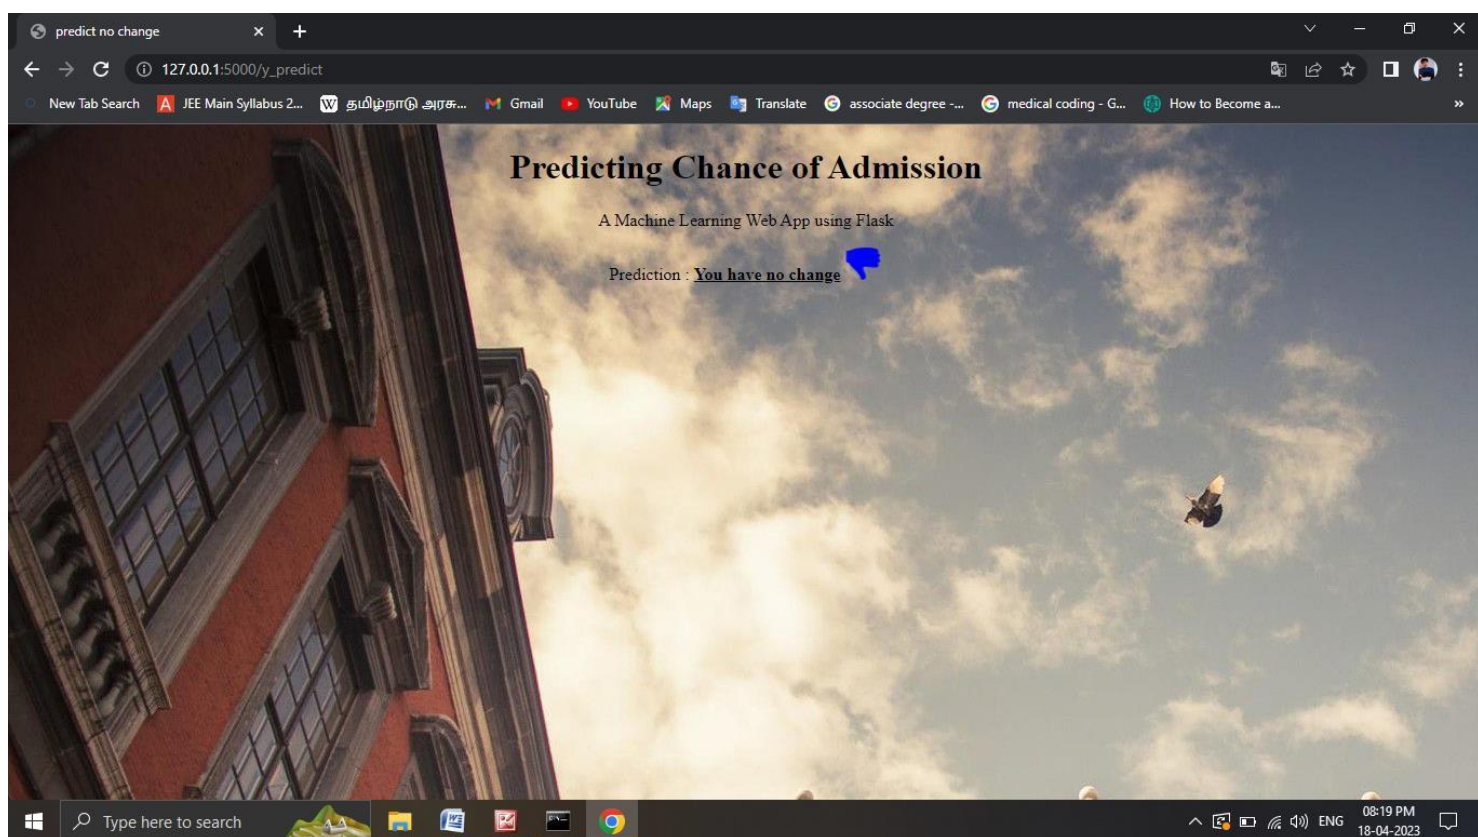 predict no change
127.0.0.1:5000/y_predict
New Tab Search JEE Main Syllabus 2... தமிழ்நாடு அரசு... Gmail YouTube Maps Translate associate degree -... medical coding - G... How to Become a... »
Predicting Chance of Admission
A Machine Learning Web App using Flask
Prediction : You have no change
Type here to search
ENG
08:19 PM
18-04-2023